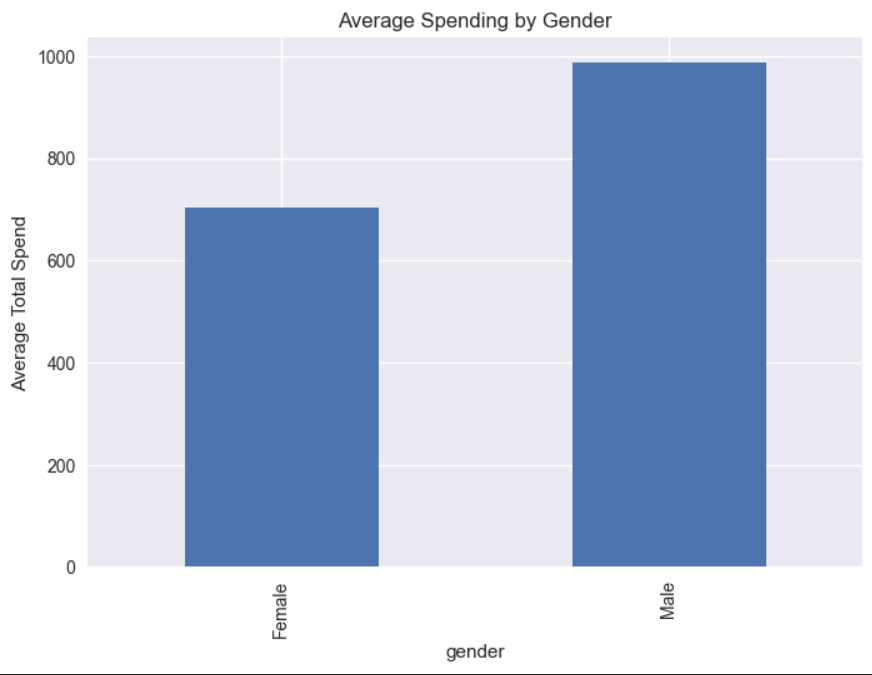 Average Spending by Gender
Average Total Spend
1000
800
600
400
200
0
Female
Male
gender